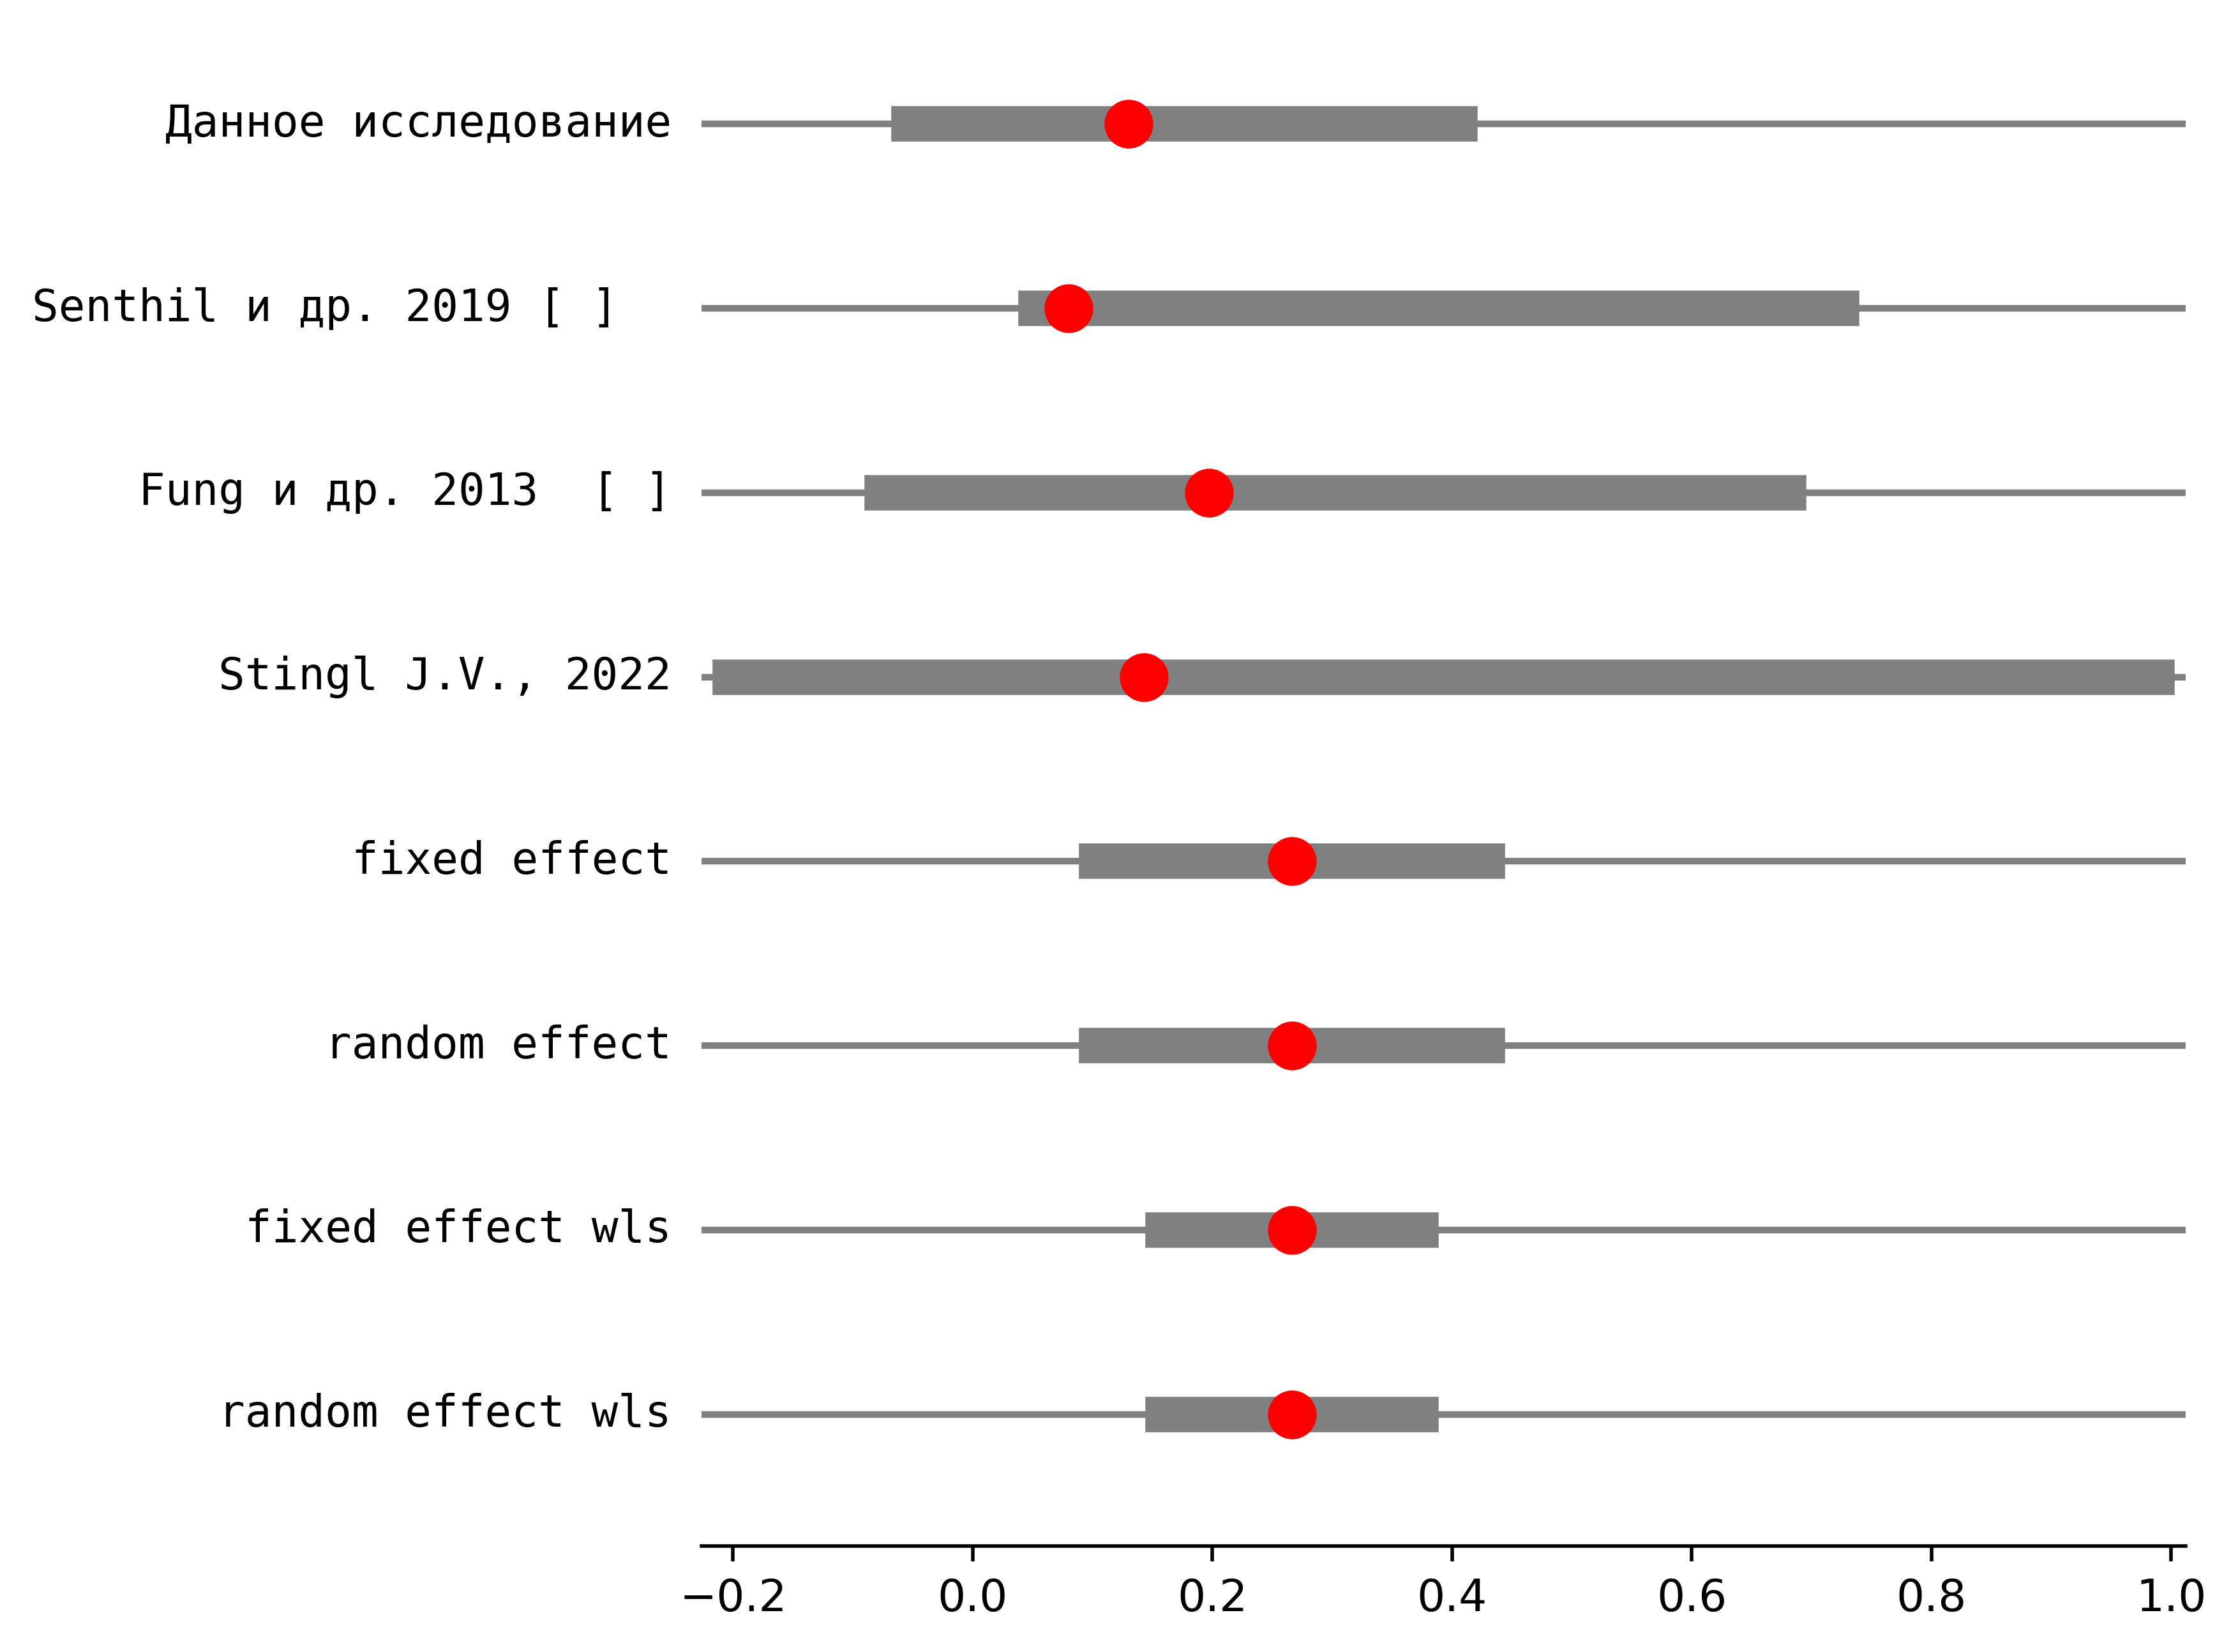 Данное исследование
Senthil и др. 2019 [ ]
Fung и др. 2013  [ ]
Stingl J.V., 2022
fixed effect
random effect
fixed effect wls
random effect wls
−0.2 0.0 0.2 0.4 0.6 0.8 1.0